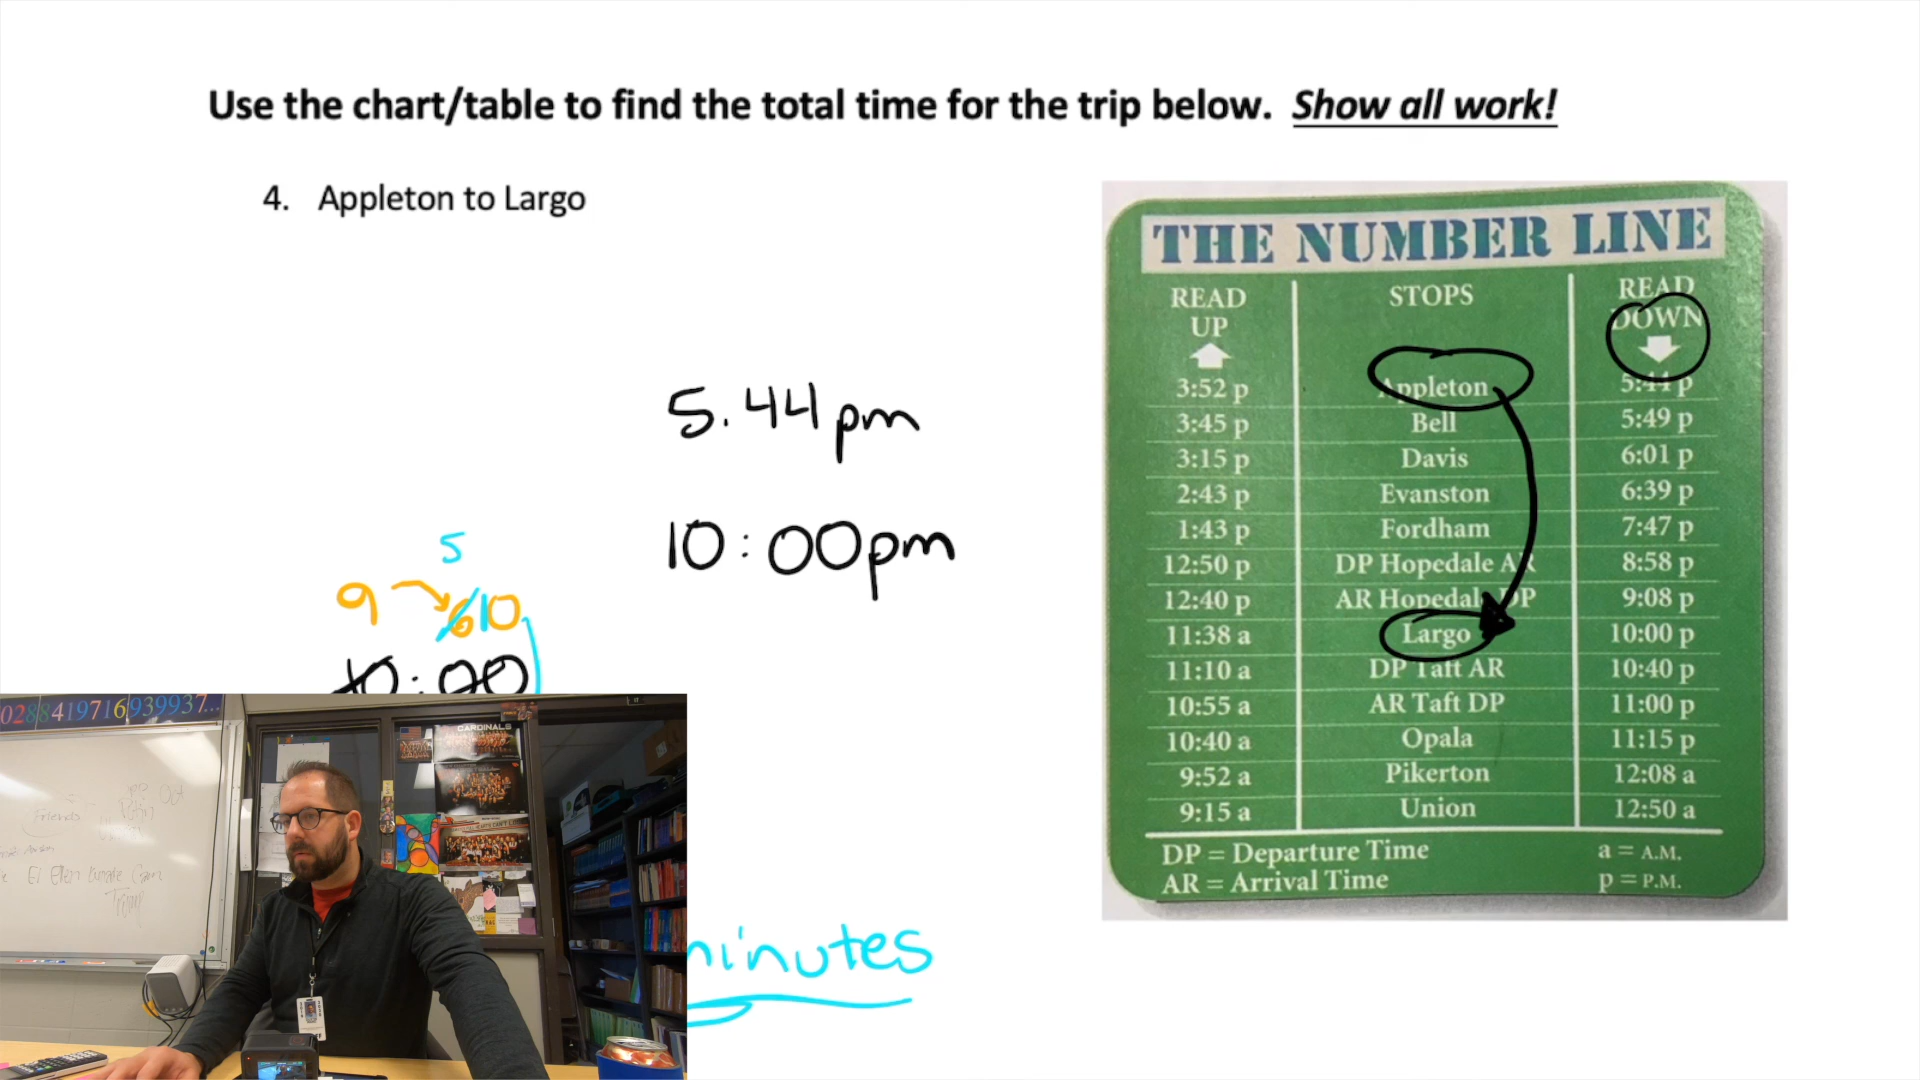 Use the chart/table to find the total time for the trip below. Show all work!
4. Appleton to Largo
5.44 pm
10:00pm
5
9 6 10
10:00
minutes
THE NUMBER LINE
READ UP STOPS READ DOWN
3:52 p Appleton 5:44 p
3:45 p Bell 5:49 p
3:15 p Davis 6:01 p
2:43 p Evanston 6:39 p
1:43 p Fordham 7:47 p
12:50 p DP Hopedale AR 8:58 p
12:40 p AR Hopedale DP 9:08 p
11:38 a Largo 10:00 p
11:10 a DP Taft AR 10:40 p
10:55 a AR Taft DP 11:00 p
10:40 a Opala 11:15 p
9:52 a Pikerton 12:08 a
9:15 a Union 12:50 a
DP = Departure Time a = A.M.
AR = Arrival Time p = P.M.
028841971693993 7...
CARDINALS
Friends